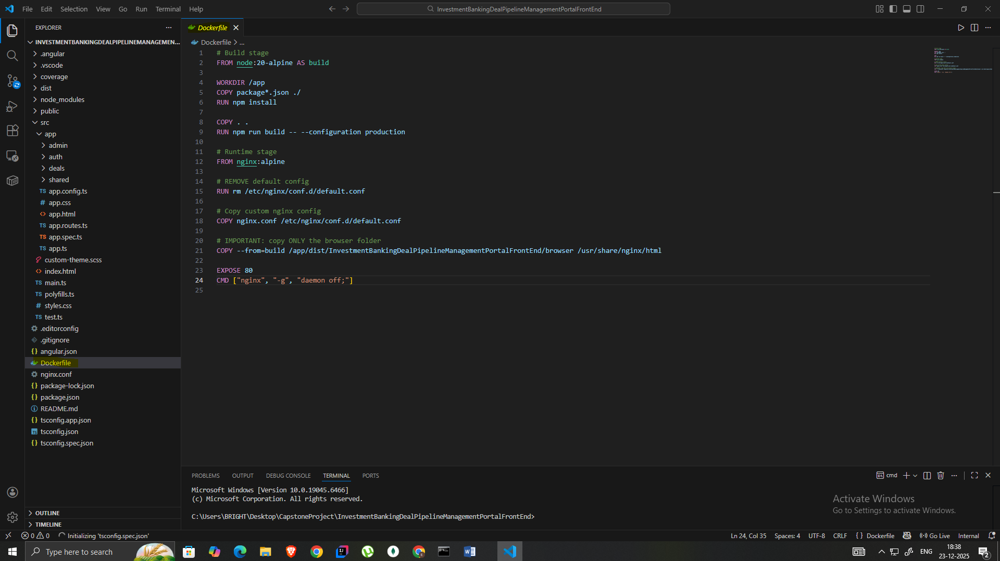 File Edit Selection View Go Run Terminal Help
InvestmentBankingDealPipelineManagementPortalFrontEnd
EXPLORER
INVESTMENTBANKINGDEALPIPELINEMANAGEMEN...
.angular
.vscode
coverage
dist
node_modules
public
src
app
admin
auth
deals
shared
TS app.config.ts
# app.css
<> app.html
TS app.routes.ts
TS app.spec.ts
TS app.ts
custom-theme.scss
<> index.html
TS main.ts
TS polyfills.ts
# styles.css
TS test.ts
.editorconfig
.gitignore
{} angular.json
Dockerfile
nginx.conf
{} package-lock.json
{} package.json
README.md
{} tsconfig.app.json
TS tsconfig.json
{} tsconfig.spec.json
OUTLINE
TIMELINE
Dockerfile
Dockerfile > ...
1 # Build stage
2 FROM node:20-alpine AS build
3
4 WORKDIR /app
5 COPY package*.json ./
6 RUN npm install
7
8 COPY . .
9 RUN npm run build -- --configuration production
10
11 # Runtime stage
12 FROM nginx:alpine
13
14 # REMOVE default config
15 RUN rm /etc/nginx/conf.d/default.conf
16
17 # Copy custom nginx config
18 COPY nginx.conf /etc/nginx/conf.d/default.conf
19
20 # IMPORTANT: copy ONLY the browser folder
21 COPY --from=build /app/dist/InvestmentBankingDealPipelineManagementPortalFrontEnd/browser /usr/share/nginx/html
22
23 EXPOSE 80
24 CMD ["nginx", "-g", "daemon off;"]
25
PROBLEMS OUTPUT DEBUG CONSOLE TERMINAL PORTS
cmd
Microsoft Windows [Version 10.0.19045.6466]
(c) Microsoft Corporation. All rights reserved.
C:\Users\BRIGHT\Desktop\CapstoneProject\InvestmentBankingDealPipelineManagementPortalFrontEnd>
Activate Windows
Go to Settings to activate Windows.
0 0 Initializing 'tsconfig.spec.json'
Ln 24, Col 35 Spaces: 4 UTF-8 CRLF {} Dockerfile Go Live Internal
Type here to search
ENG
18:38
23-12-2025
2